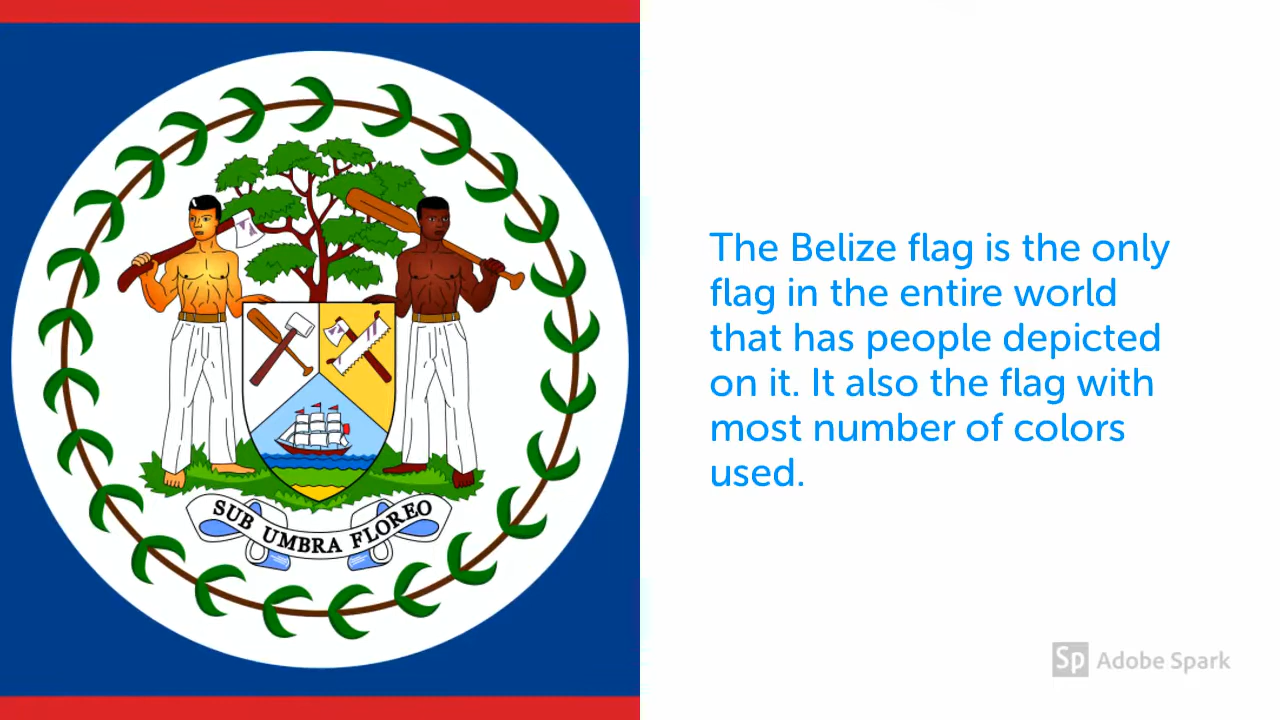 The Belize flag is the only
flag in the entire world
that has people depicted
on it. It also the flag with
most number of colors
used.
SUB UMBRA FLOREO
Sp Adobe Spark